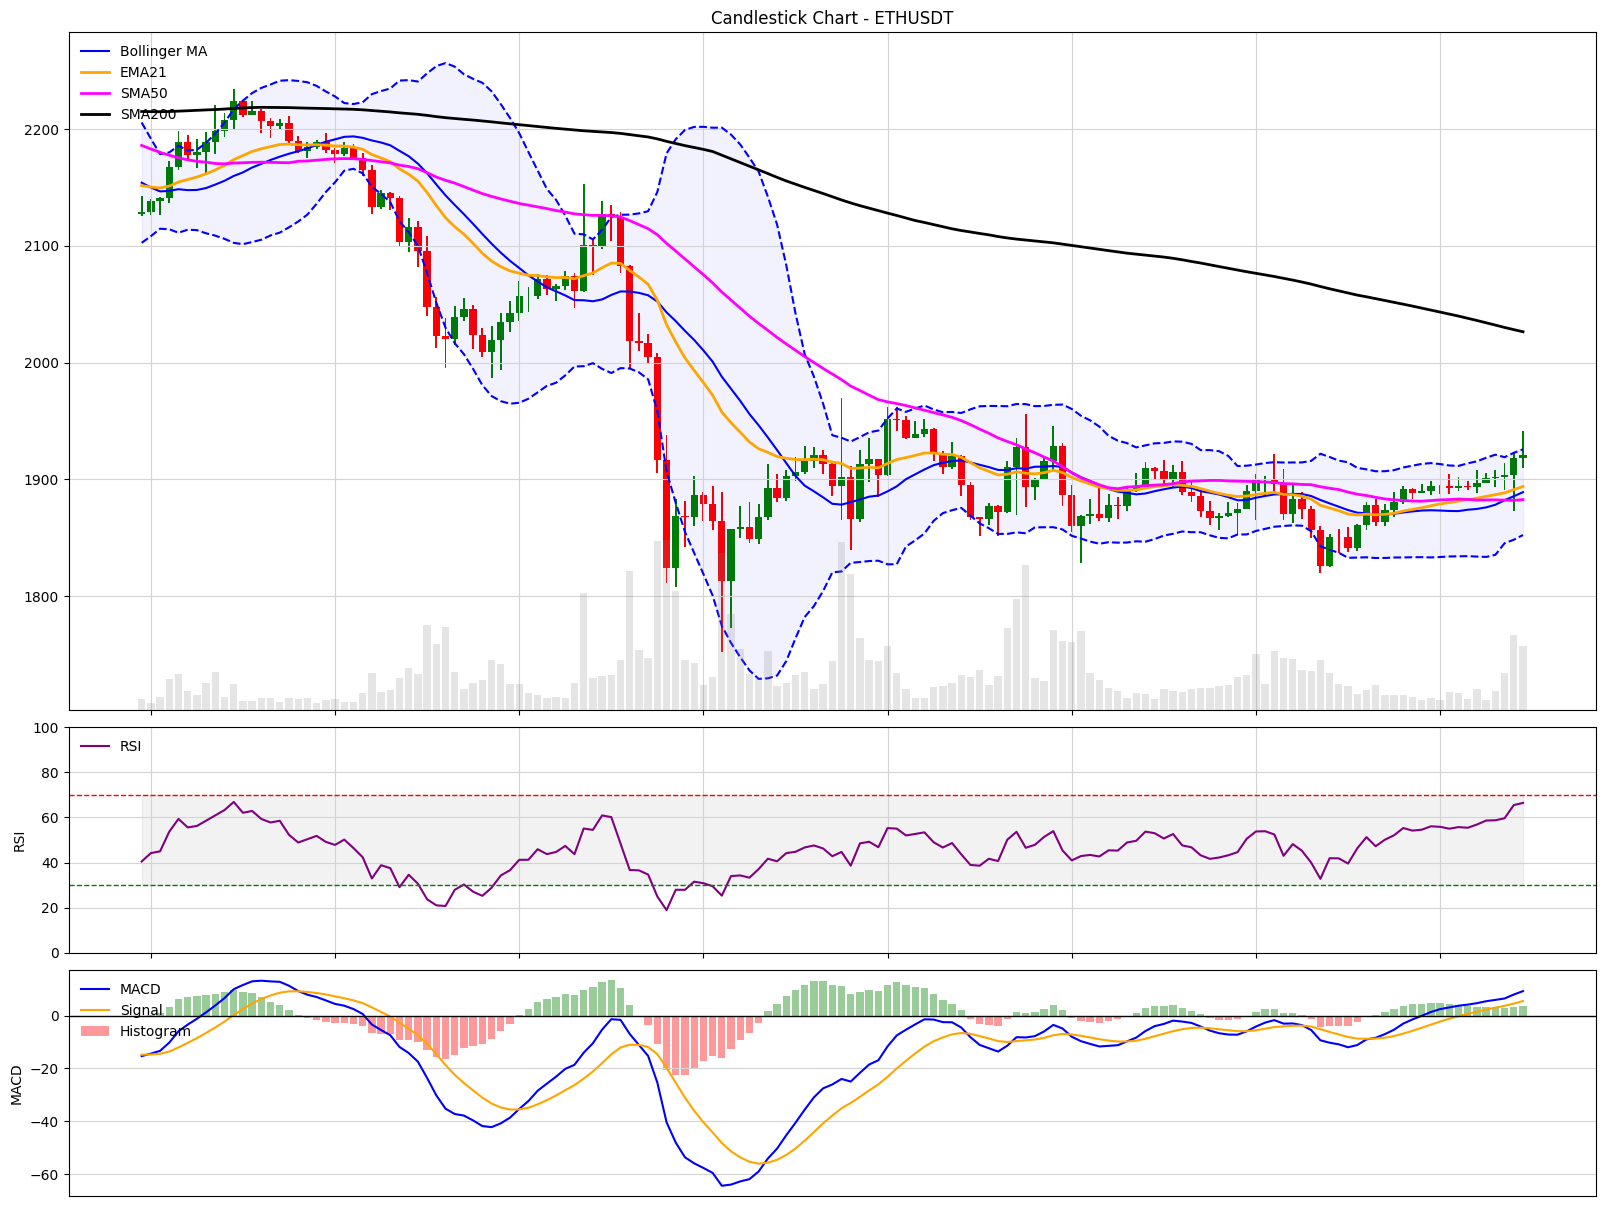 Candlestick Chart - ETHUSDT
Bollinger MA
EMA21
SMA50
SMA200
2200
2100
2000
1900
1800
RSI
100
80
60
40
20
0
RSI
MACD
Signal
Histogram
0
−20
−40
−60
MACD